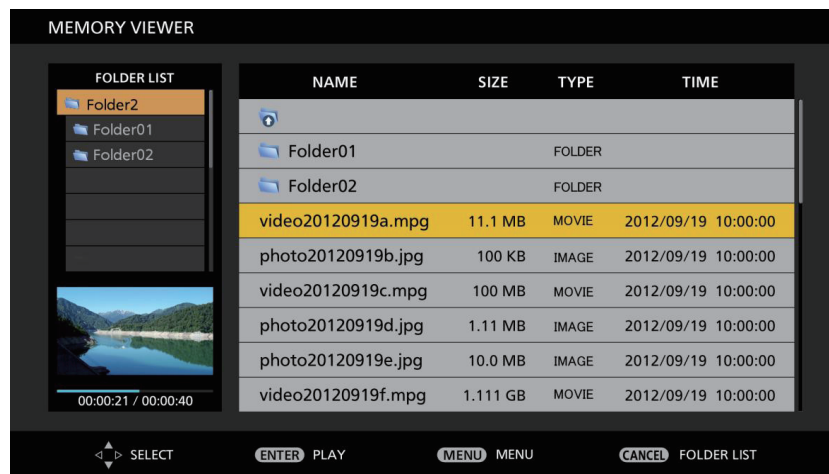 MEMORY VIEWER
FOLDER LIST
Folder2
Folder01
Folder02
00:00:21 / 00:00:40
NAME SIZE TYPE TIME
Folder01 FOLDER
Folder02 FOLDER
video20120919a.mpg 11.1 MB MOVIE 2012/09/19 10:00:00
photo20120919b.jpg 100 KB IMAGE 2012/09/19 10:00:00
video20120919c.mpg 100 MB MOVIE 2012/09/19 10:00:00
photo20120919d.jpg 1.11 MB IMAGE 2012/09/19 10:00:00
photo20120919e.jpg 10.0 MB IMAGE 2012/09/19 10:00:00
video20120919f.mpg 1.111 GB MOVIE 2012/09/19 10:00:00
SELECT ENTER PLAY MENU MENU CANCEL FOLDER LIST